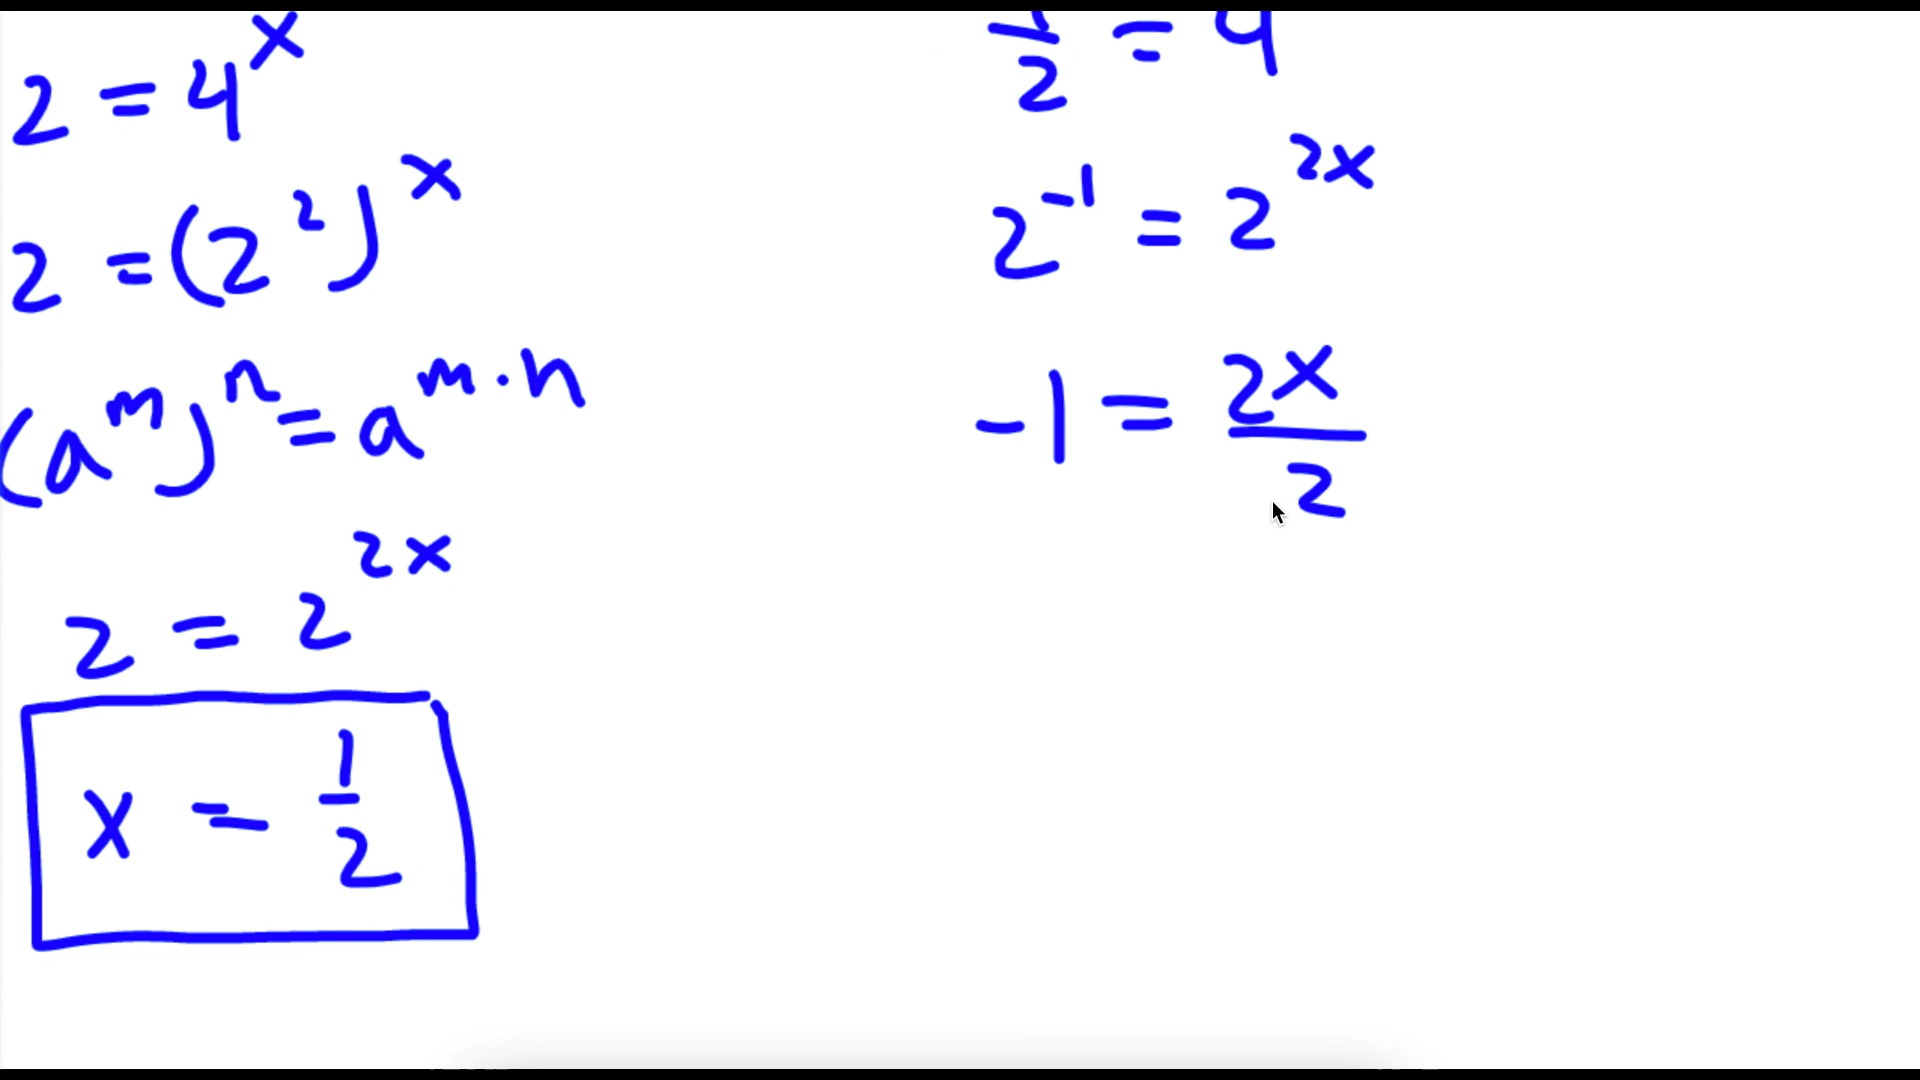 2 = 4^x
2 = (2^2)^x
(a^m)^n = a^{m·n}
2 = 2^{2x}
x = 1/2
1/2 = 4
2^{-1} = 2^{2x}
-1 = 2x/2